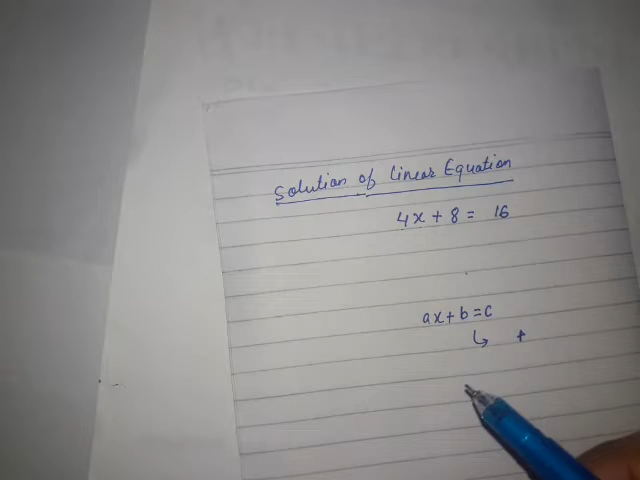 Solution of Linear Equation
4x + 8 = 16
ax + b = c
↳ +